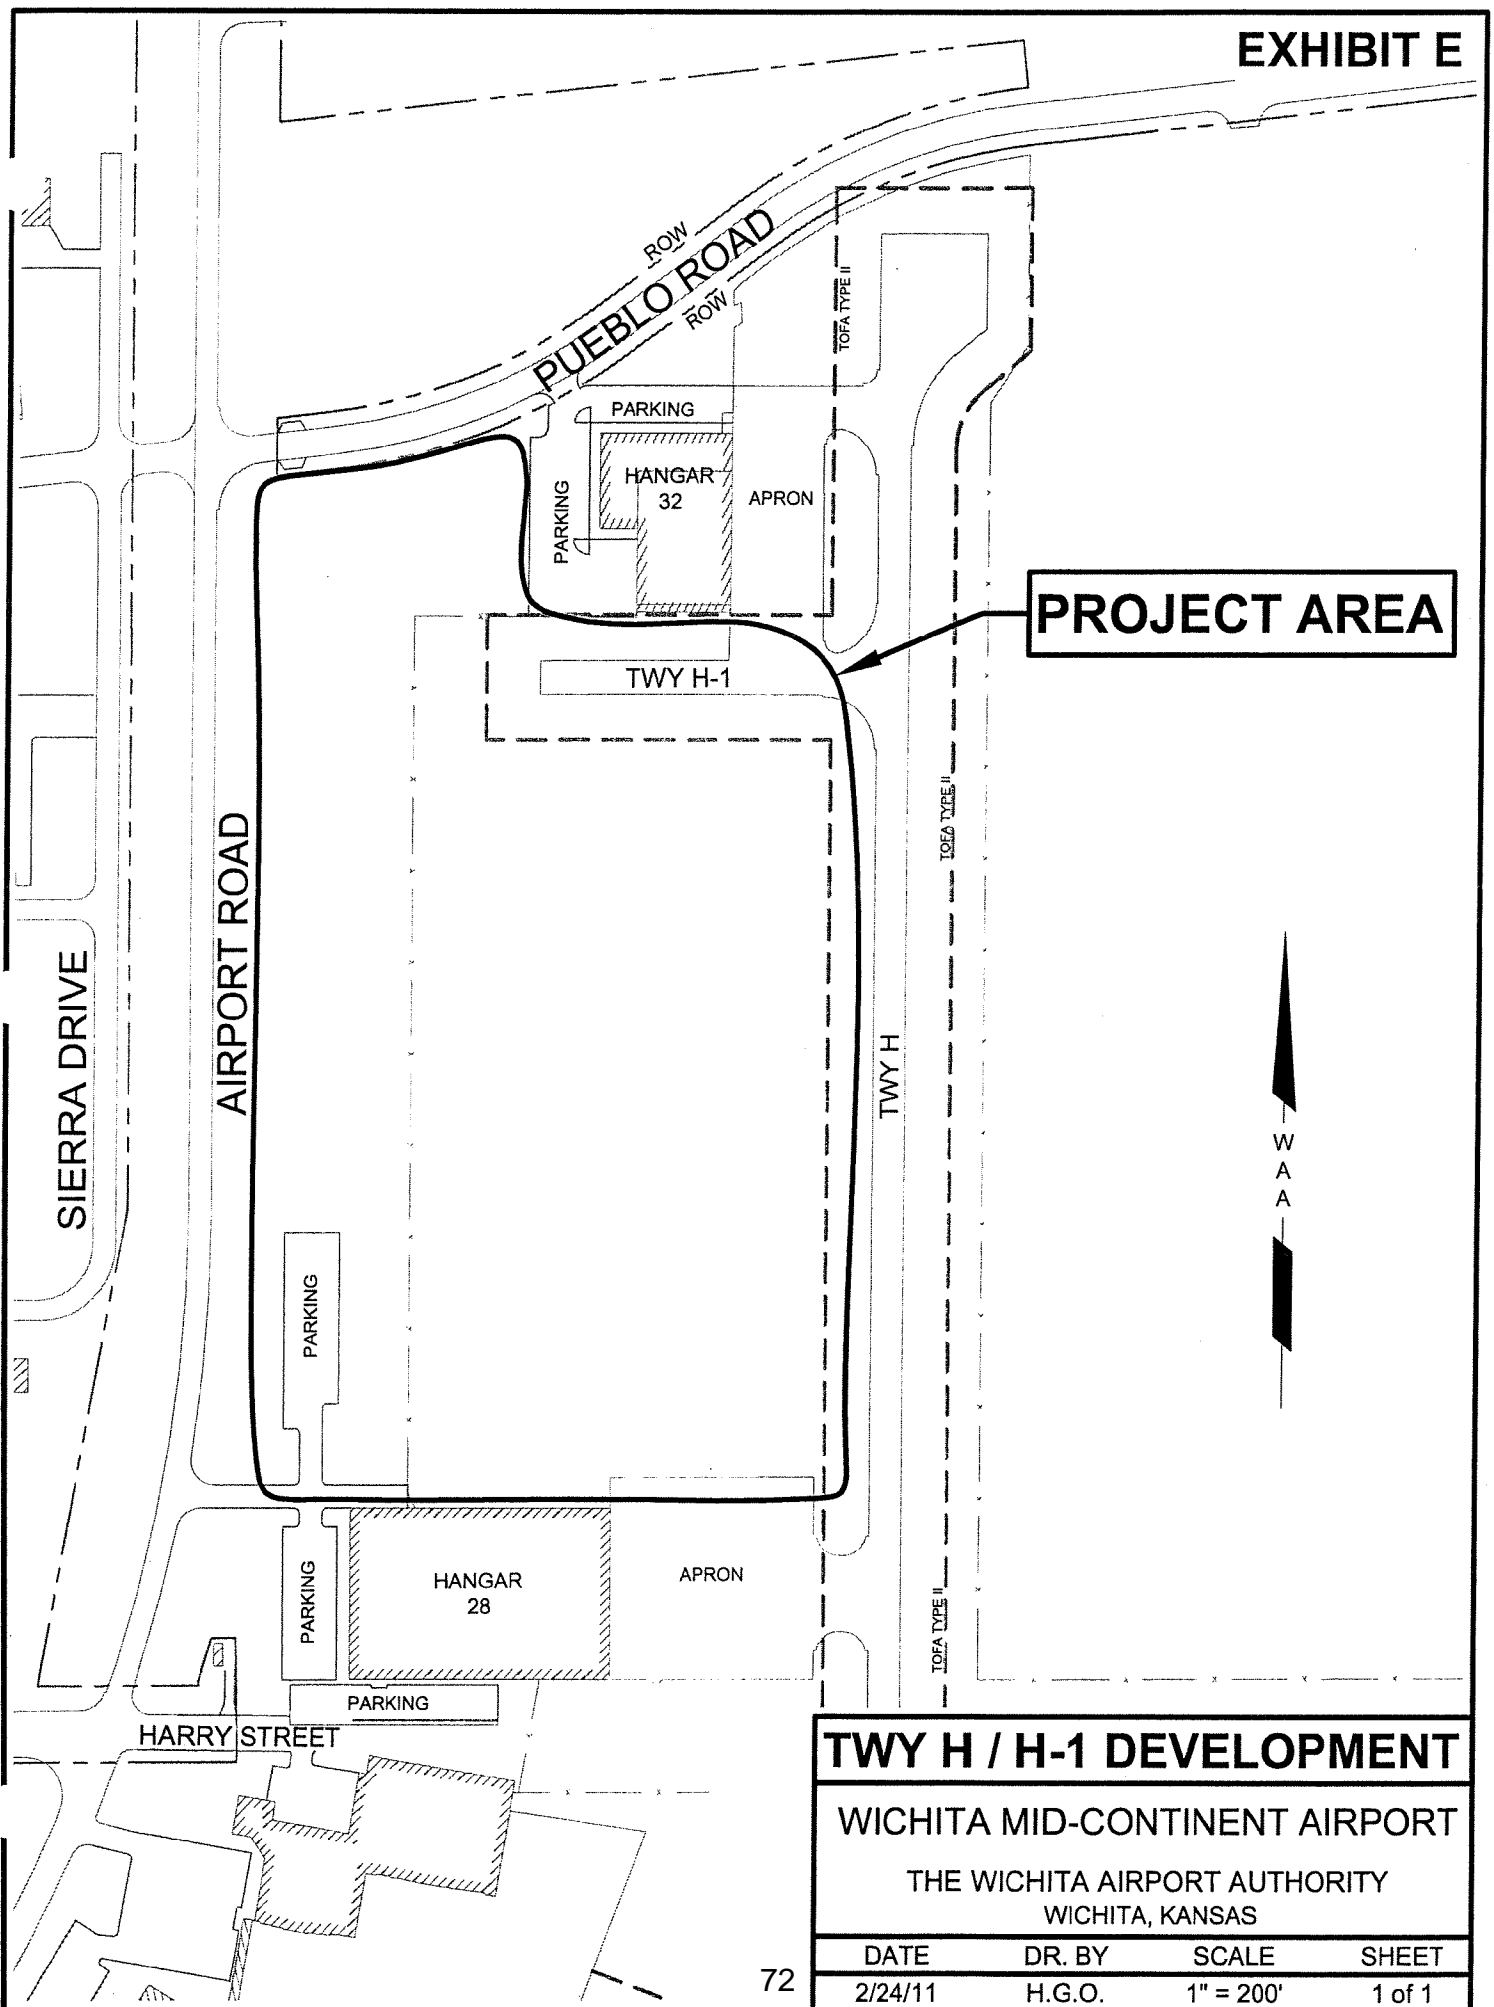 EXHIBIT E
ROW
PUEBLO ROAD
ROW
TOFA TYPE II
PARKING
HANGAR
32
PARKING
APRON
PROJECT AREA
TWY H-1
TOFA TYPE II
AIRPORT ROAD
SIERRA DRIVE
TWY H
W
A
A
PARKING
HANGAR
28
APRON
PARKING
TOFA TYPE II
PARKING
HARRY STREET
TWY H / H-1 DEVELOPMENT
WICHITA MID-CONTINENT AIRPORT
THE WICHITA AIRPORT AUTHORITY
WICHITA, KANSAS
DATE DR. BY SCALE SHEET
2/24/11 H.G.O. 1" = 200' 1 of 1
72